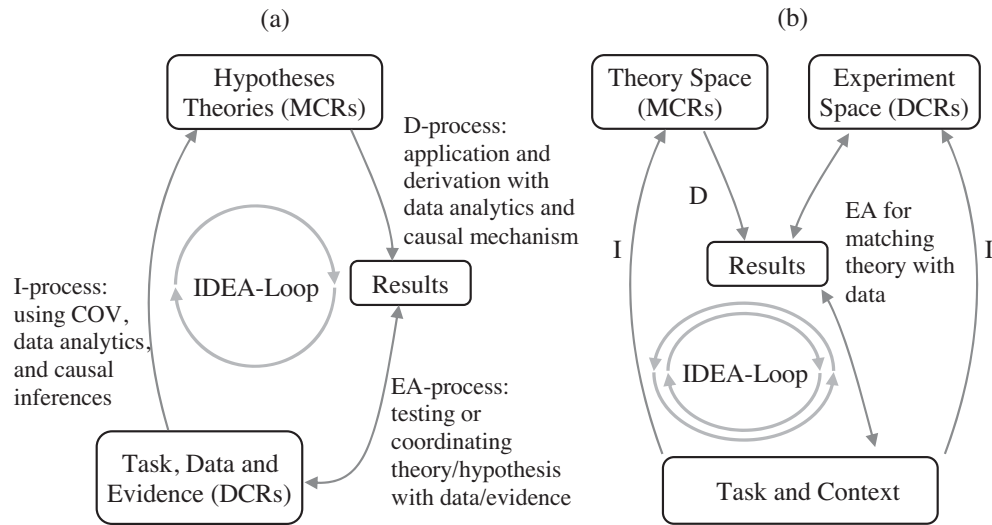 (a)
Hypotheses
Theories (MCRs)
D-process:
application and
derivation with
data analytics and
causal mechanism
IDEA-Loop
Results
I-process:
using COV,
data analytics,
and causal
inferences
EA-process:
testing or
coordinating
theory/hypothesis
with data/evidence
Task, Data and
Evidence (DCRs)
(b)
Theory Space
(MCRs)
Experiment
Space (DCRs)
D
EA for
matching
theory with
data
I
Results
I
IDEA-Loop
Task and Context